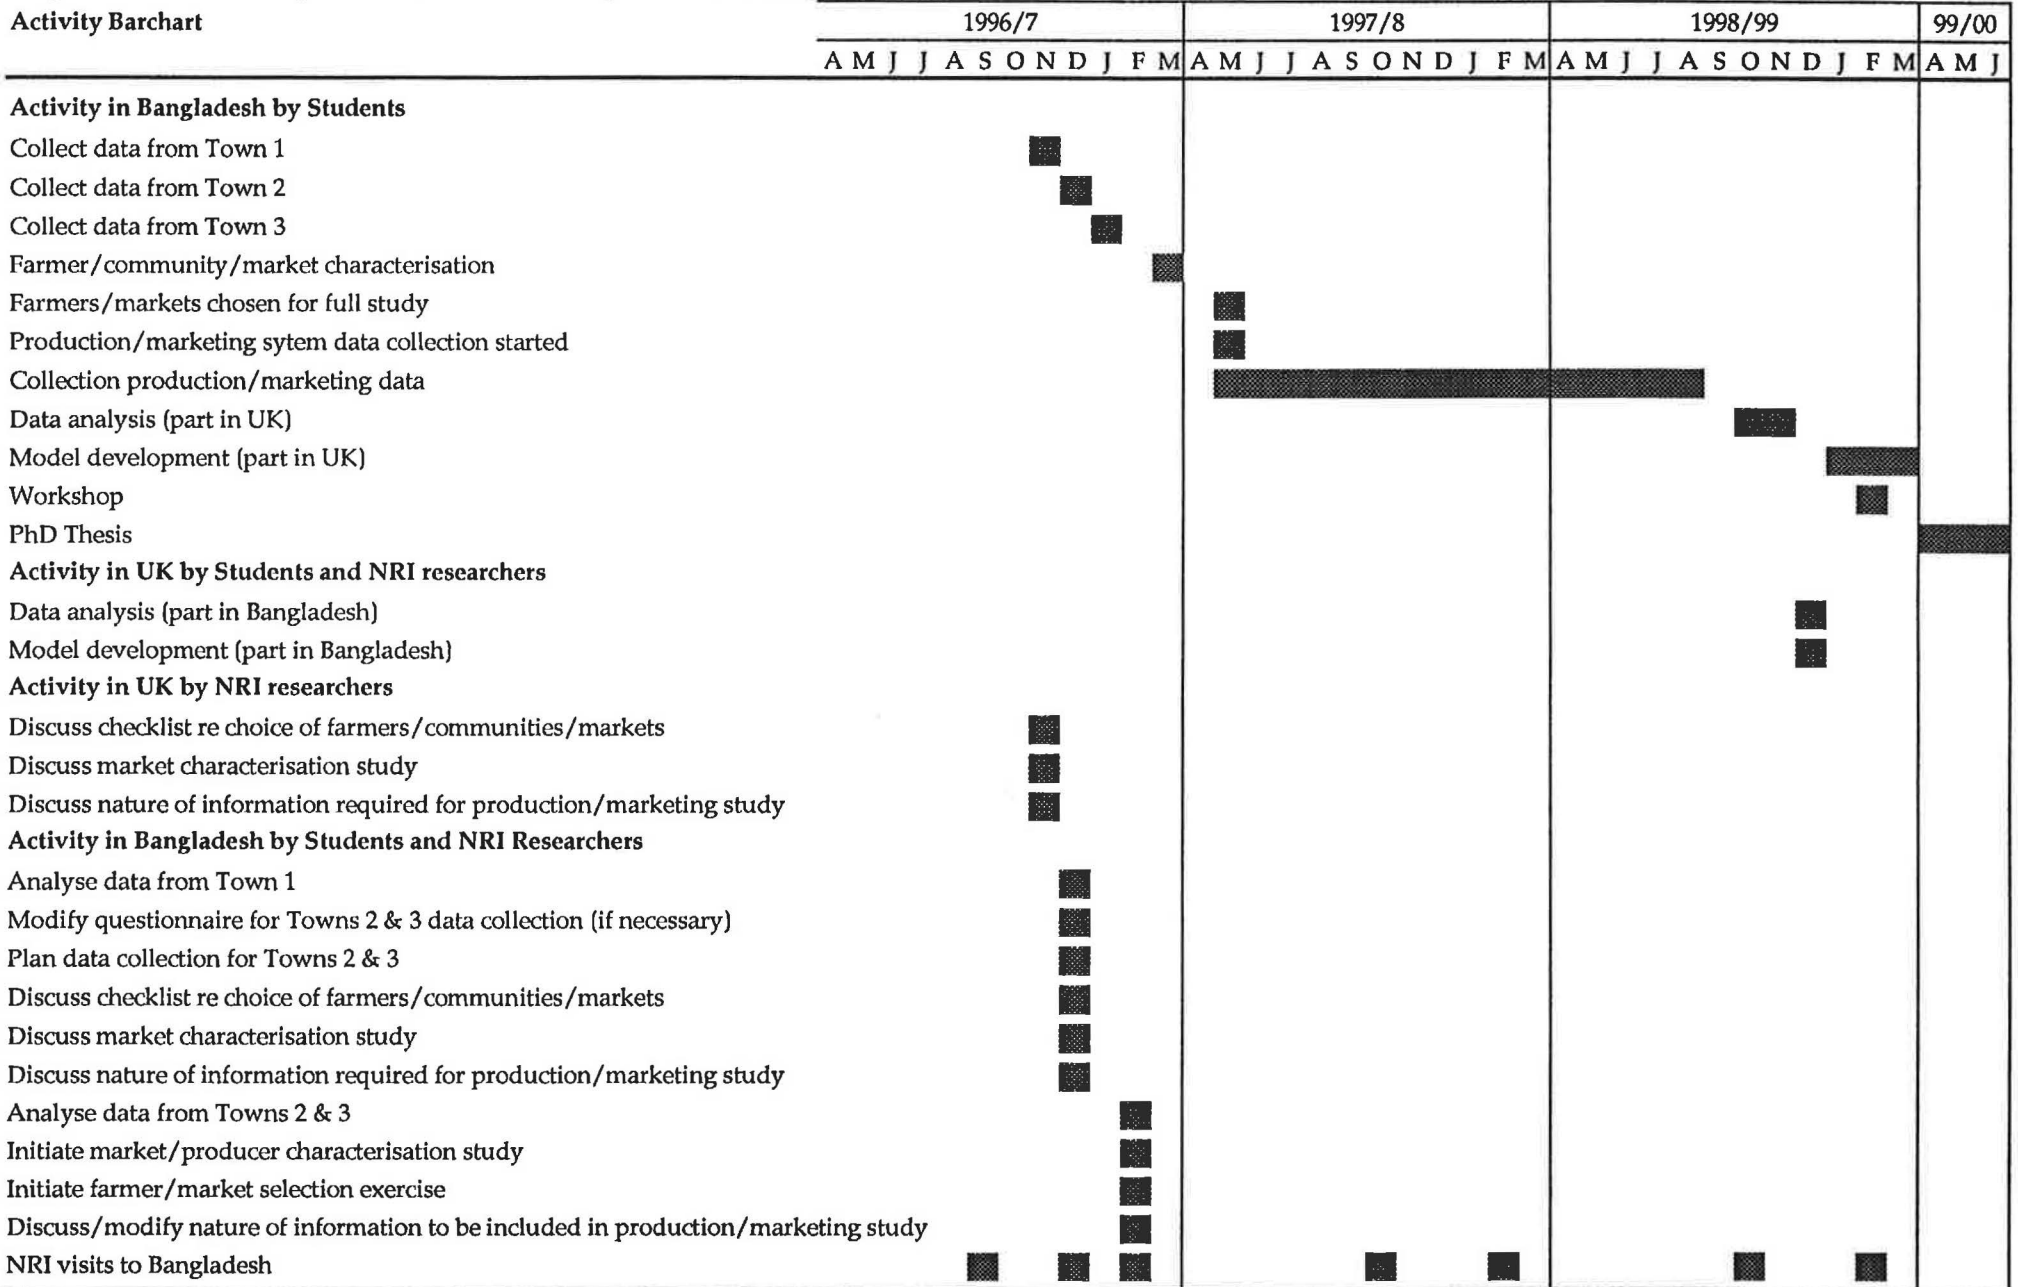 Activity Barchart 1996/7 1997/8 1998/99 99/00
A M J J A S O N D J F M A M J J A S O N D J F M A M J J A S O N D J F M A M J
Activity in Bangladesh by Students
Collect data from Town 1
Collect data from Town 2
Collect data from Town 3
Farmer/community/market characterisation
Farmers/markets chosen for full study
Production/marketing sytem data collection started
Collection production/marketing data
Data analysis (part in UK)
Model development (part in UK)
Workshop
PhD Thesis
Activity in UK by Students and NRI researchers
Data analysis (part in Bangladesh)
Model development (part in Bangladesh)
Activity in UK by NRI researchers
Discuss checklist re choice of farmers/communities/markets
Discuss market characterisation study
Discuss nature of information required for production/marketing study
Activity in Bangladesh by Students and NRI Researchers
Analyse data from Town 1
Modify questionnaire for Towns 2 & 3 data collection (if necessary)
Plan data collection for Towns 2 & 3
Discuss checklist re choice of farmers/communities/markets
Discuss market characterisation study
Discuss nature of information required for production/marketing study
Analyse data from Towns 2 & 3
Initiate market/producer characterisation study
Initiate farmer/market selection exercise
Discuss/modify nature of information to be included in production/marketing study
NRI visits to Bangladesh